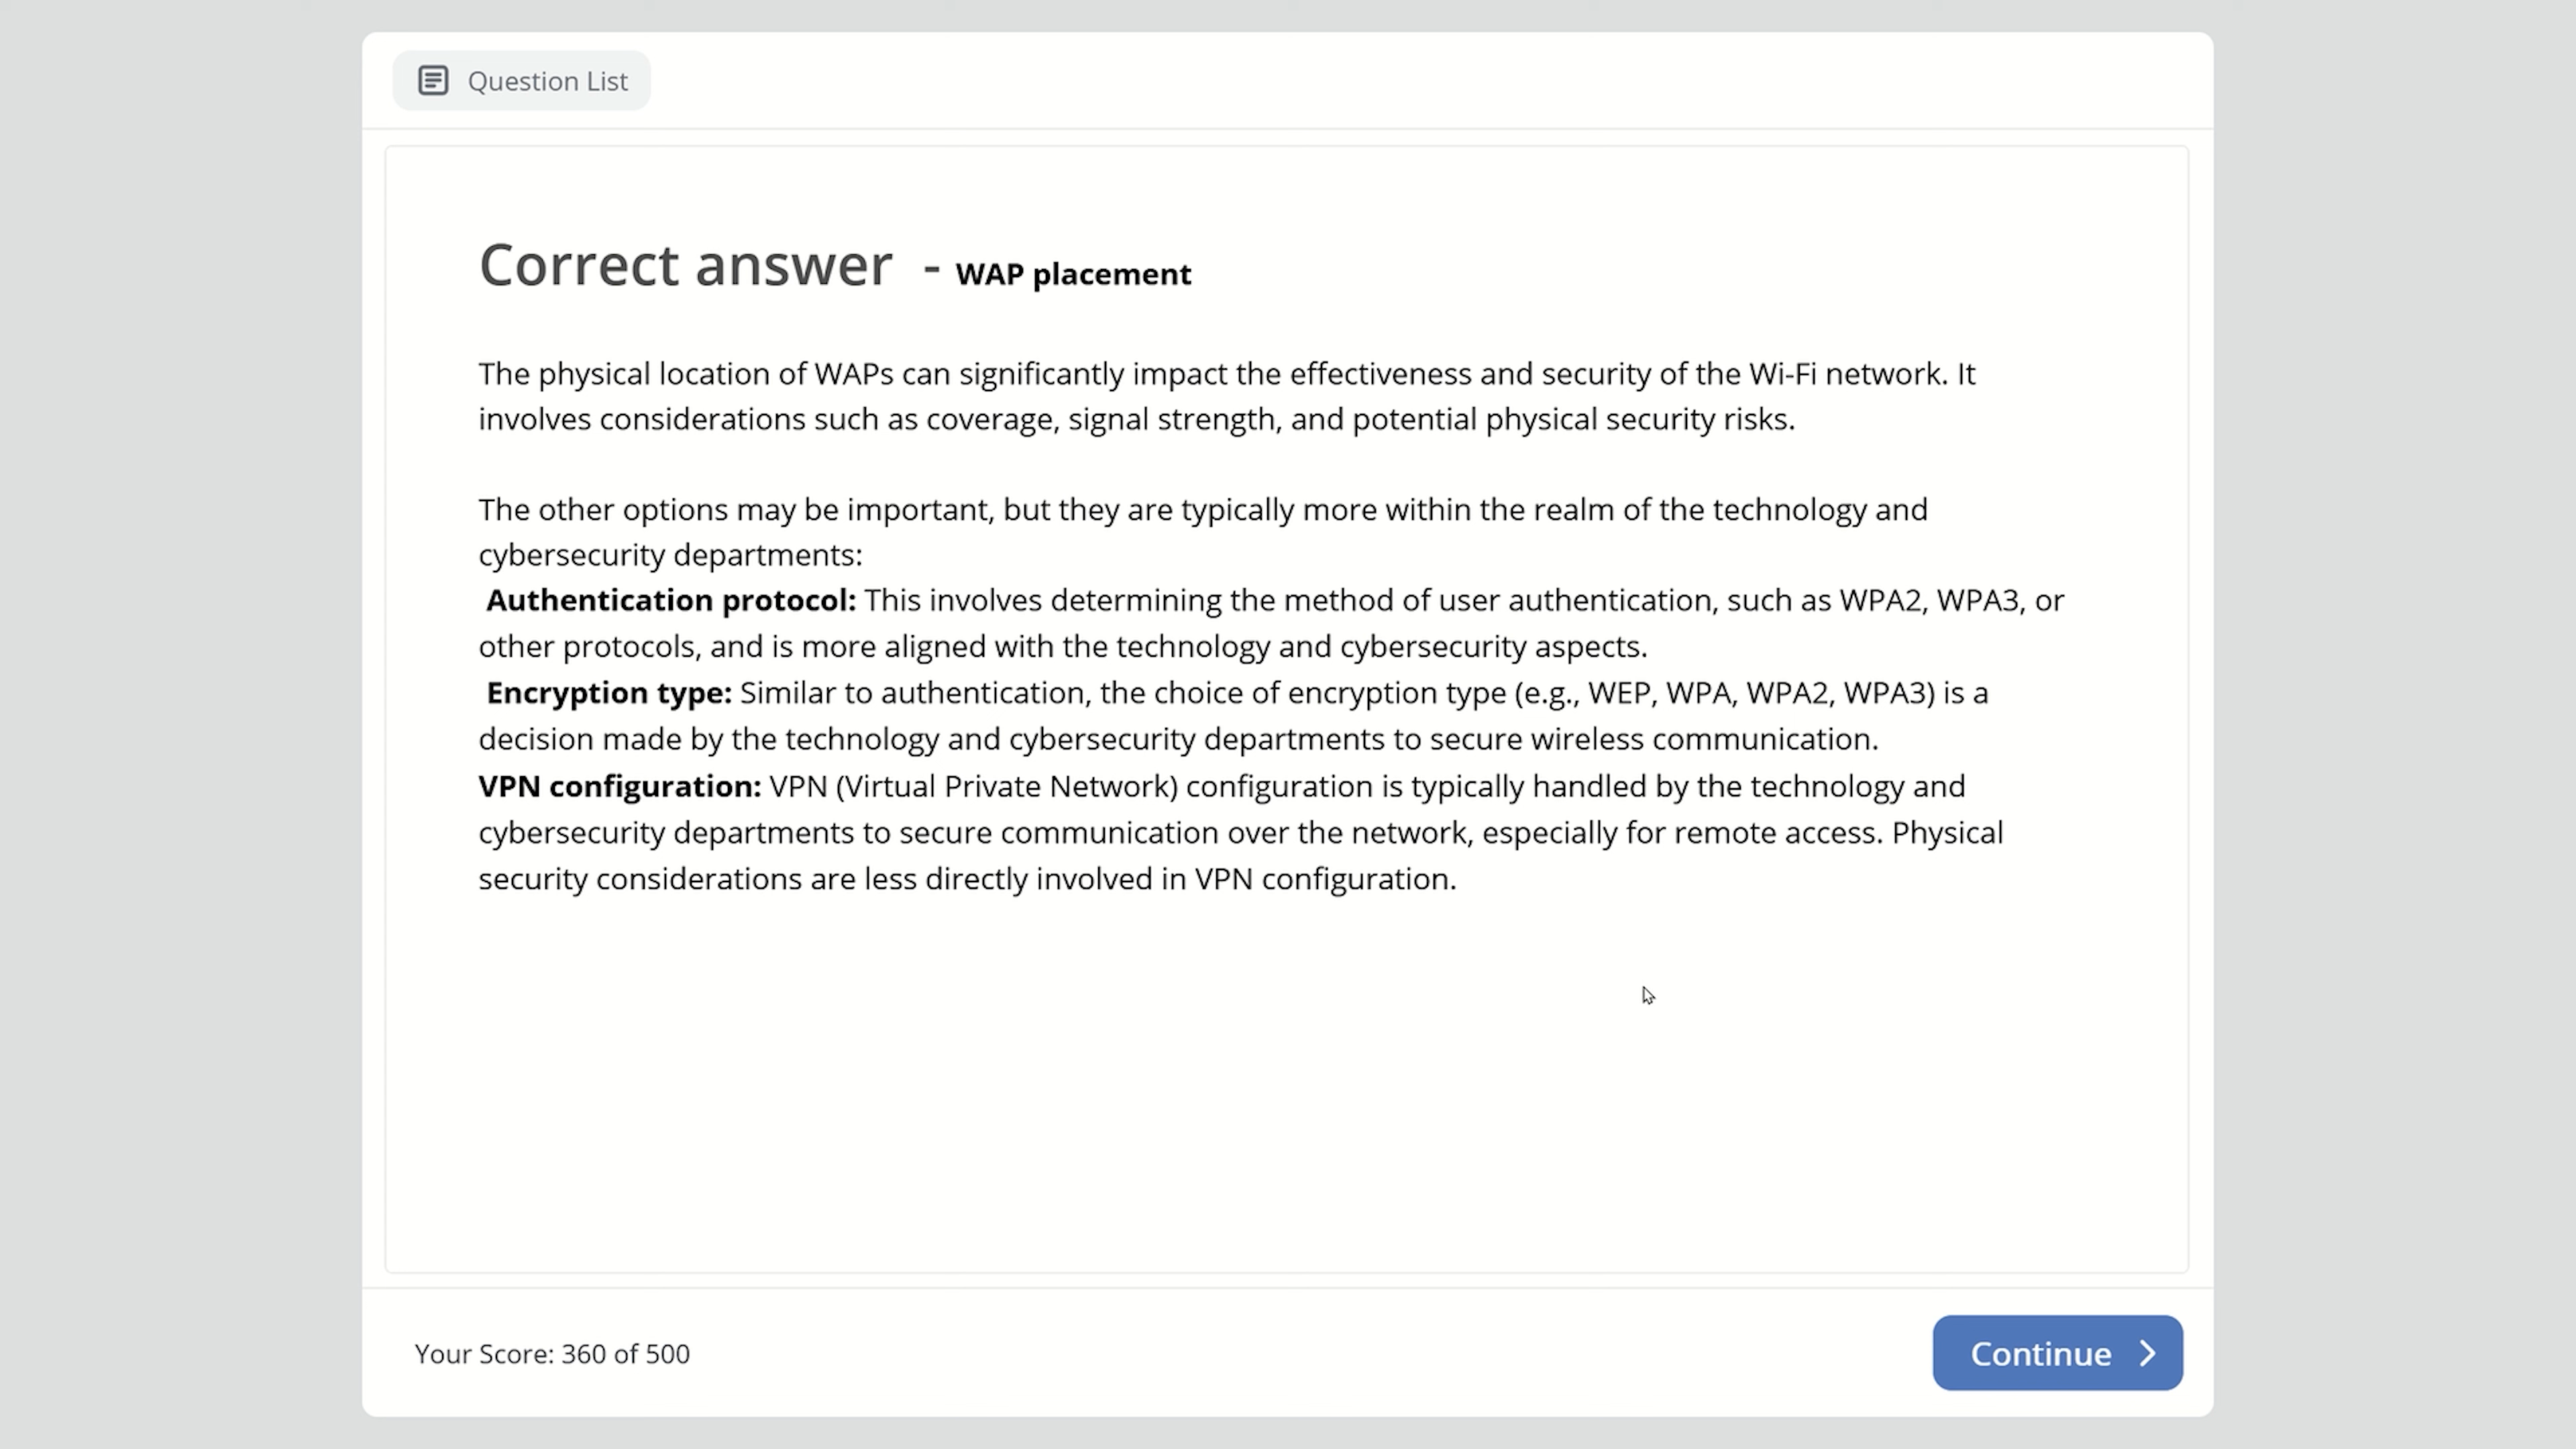 Question List
Correct answer - WAP placement
The physical location of WAPs can significantly impact the effectiveness and security of the Wi-Fi network. It
involves considerations such as coverage, signal strength, and potential physical security risks.
The other options may be important, but they are typically more within the realm of the technology and
cybersecurity departments:
Authentication protocol: This involves determining the method of user authentication, such as WPA2, WPA3, or
other protocols, and is more aligned with the technology and cybersecurity aspects.
Encryption type: Similar to authentication, the choice of encryption type (e.g., WEP, WPA, WPA2, WPA3) is a
decision made by the technology and cybersecurity departments to secure wireless communication.
VPN configuration: VPN (Virtual Private Network) configuration is typically handled by the technology and
cybersecurity departments to secure communication over the network, especially for remote access. Physical
security considerations are less directly involved in VPN configuration.
Your Score: 360 of 500
Continue